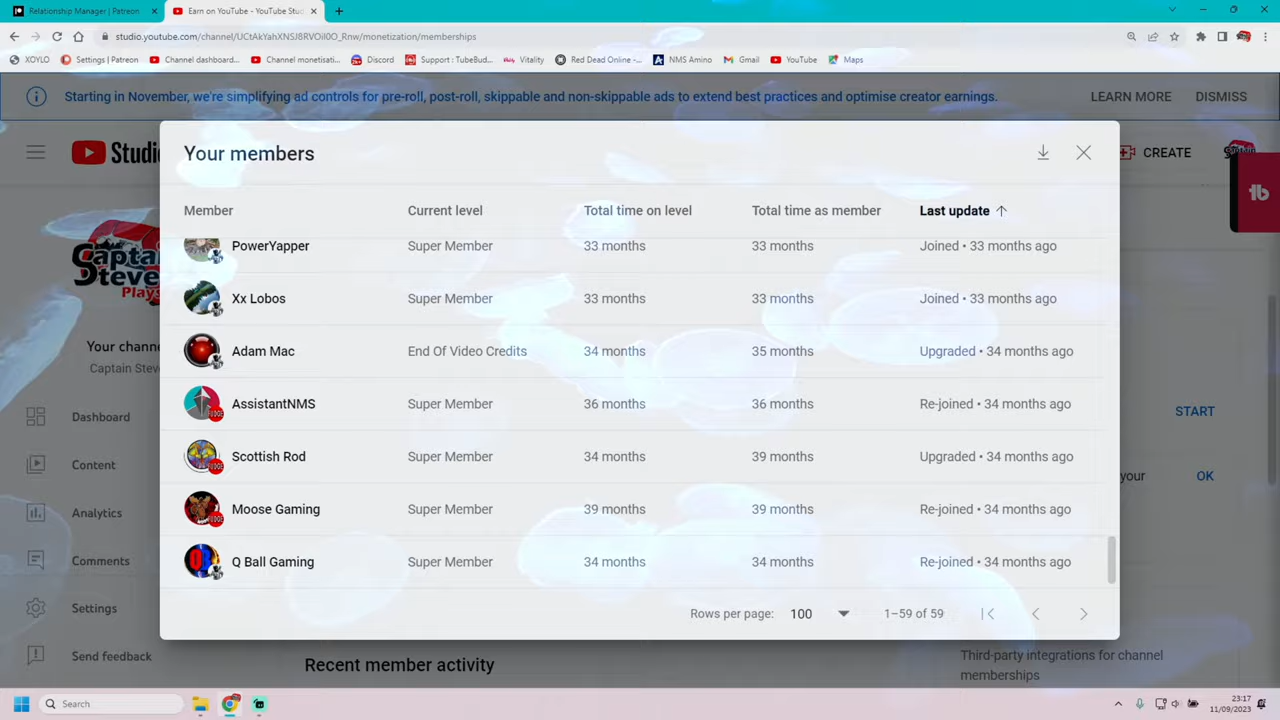 Relationship Manager | Patreon
Earn on YouTube - YouTube Stud
studio.youtube.com/channel/UCtAkYahXNSJ8RVOiI0O_Rnw/monetization/memberships
XOYLO
Settings | Patreon
Channel dashboard...
Channel monetisati...
Discord
Support : TubeBud...
Vitality
Red Dead Online -...
NMS Amino
Gmail
YouTube
Maps
Starting in November, we're simplifying ad controls for pre-roll, post-roll, skippable and non-skippable ads to extend best practices and optimise creator earnings.
LEARN MORE
DISMISS
Studi
CREATE
tb
Your members
Member Current level Total time on level Total time as member Last update
PowerYapper Super Member 33 months 33 months Joined • 33 months ago
Xx Lobos Super Member 33 months 33 months Joined • 33 months ago
Adam Mac End Of Video Credits 34 months 35 months Upgraded • 34 months ago
AssistantNMS Super Member 36 months 36 months Re-joined • 34 months ago
Scottish Rod Super Member 34 months 39 months Upgraded • 34 months ago
Moose Gaming Super Member 39 months 39 months Re-joined • 34 months ago
Q Ball Gaming Super Member 34 months 34 months Re-joined • 34 months ago
Rows per page: 100 1–59 of 59
Captain
Steve
Plays
Your chann
Captain Stev
Dashboard
Content
Analytics
Comments
Settings
Send feedback
START
your
OK
Recent member activity
Third-party integrations for channel
memberships
Search
23:17
11/09/2023